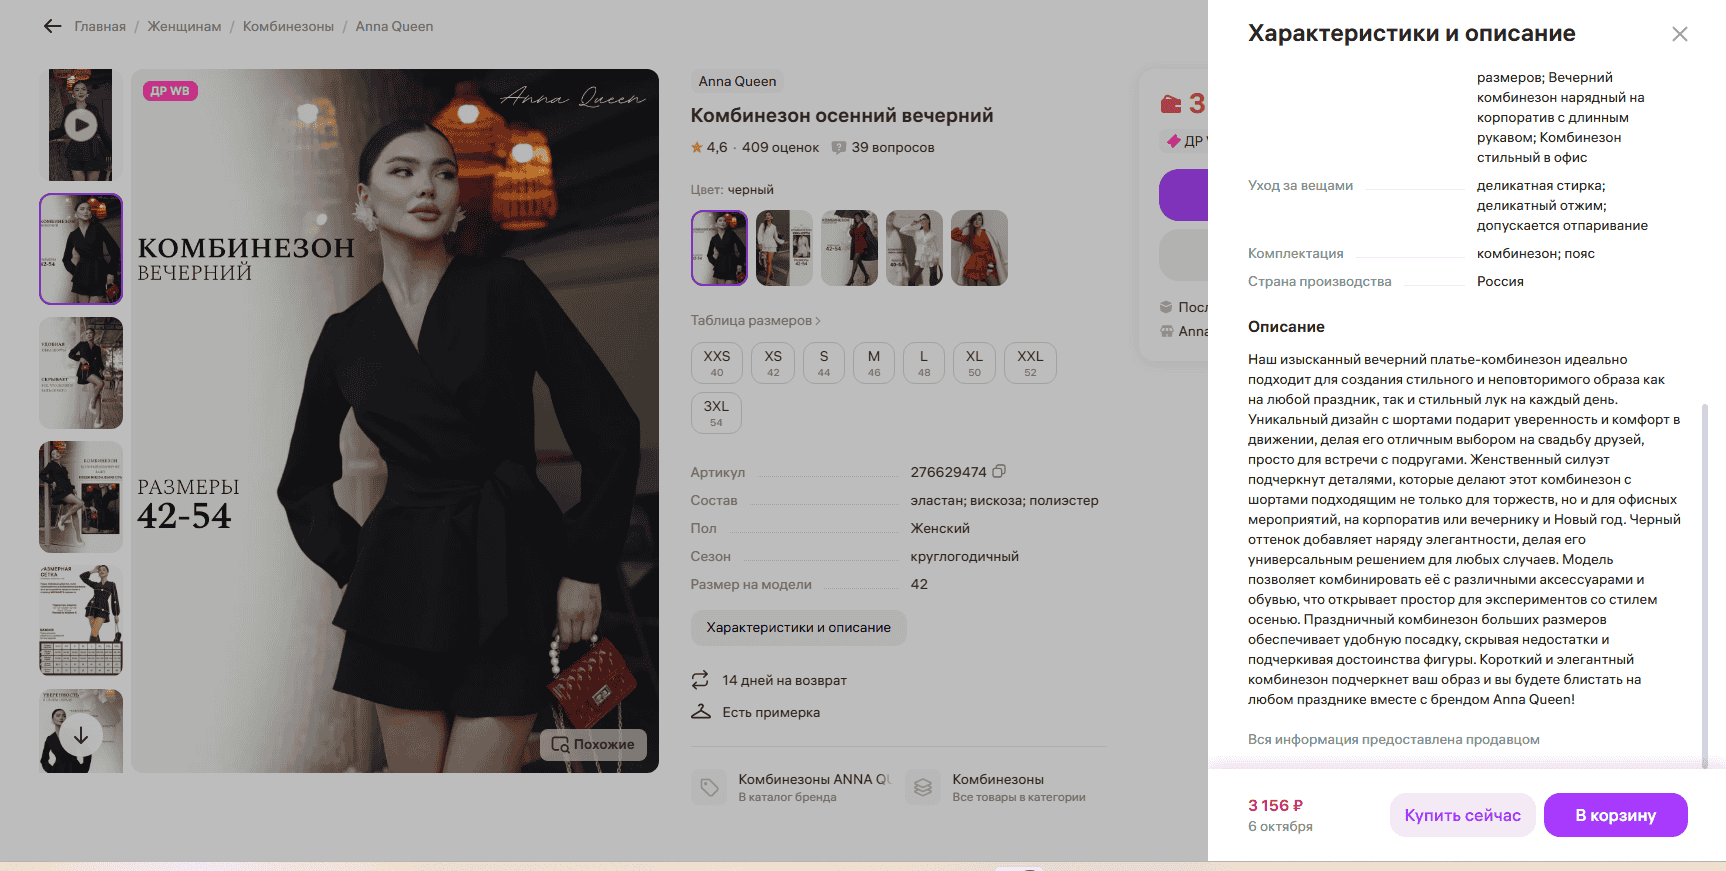 Главная / Женщинам / Комбинезоны / Anna Queen
ДР WB
Anna Queen
КОМБИНЕЗОН
ВЕЧЕРНИЙ
РАЗМЕРЫ
42-54
Похожие
Anna Queen
Комбинезон осенний вечерний
4,6 · 409 оценок 39 вопросов
Цвет: черный
Таблица размеров
XXS XS S M L XL XXL
40 42 44 46 48 50 52
3XL
54
Артикул 276629474
Состав эластан; вискоза; полиэстер
Пол Женский
Сезон круглогодичный
Размер на модели 42
Характеристики и описание
14 дней на возврат
Есть примерка
Комбинезоны ANNA QU
В каталог бренда
Комбинезоны
Все товары в категории
3
ДР
Посл
Anna
Характеристики и описание
размеров; Вечерний
комбинезон нарядный на
корпоратив с длинным
рукавом; Комбинезон
стильный в офис
Уход за вещами деликатная стирка;
деликатный отжим;
допускается отпаривание
Комплектация комбинезон; пояс
Страна производства Россия
Описание
Наш изысканный вечерний платье-комбинезон идеально
подходит для создания стильного и неповторимого образа как
на любой праздник, так и стильный лук на каждый день.
Уникальный дизайн с шортами подарит уверенность и комфорт в
движении, делая его отличным выбором на свадьбу друзей,
просто для встречи с подругами. Женственный силуэт
подчеркнут деталями, которые делают этот комбинезон с
шортами подходящим не только для торжеств, но и для офисных
мероприятий, на корпоратив или вечеринку и Новый год. Черный
оттенок добавляет наряду элегантности, делая его
универсальным решением для любых случаев. Модель
позволяет комбинировать её с различными аксессуарами и
обувью, что открывает простор для экспериментов со стилем
осенью. Праздничный комбинезон больших размеров
обеспечивает удобную посадку, скрывая недостатки и
подчеркивая достоинства фигуры. Короткий и элегантный
комбинезон подчеркнет ваш образ и вы будете блистать на
любом празднике вместе с брендом Anna Queen!
Вся информация предоставлена продавцом
3 156 ₽
6 октября
Купить сейчас
В корзину